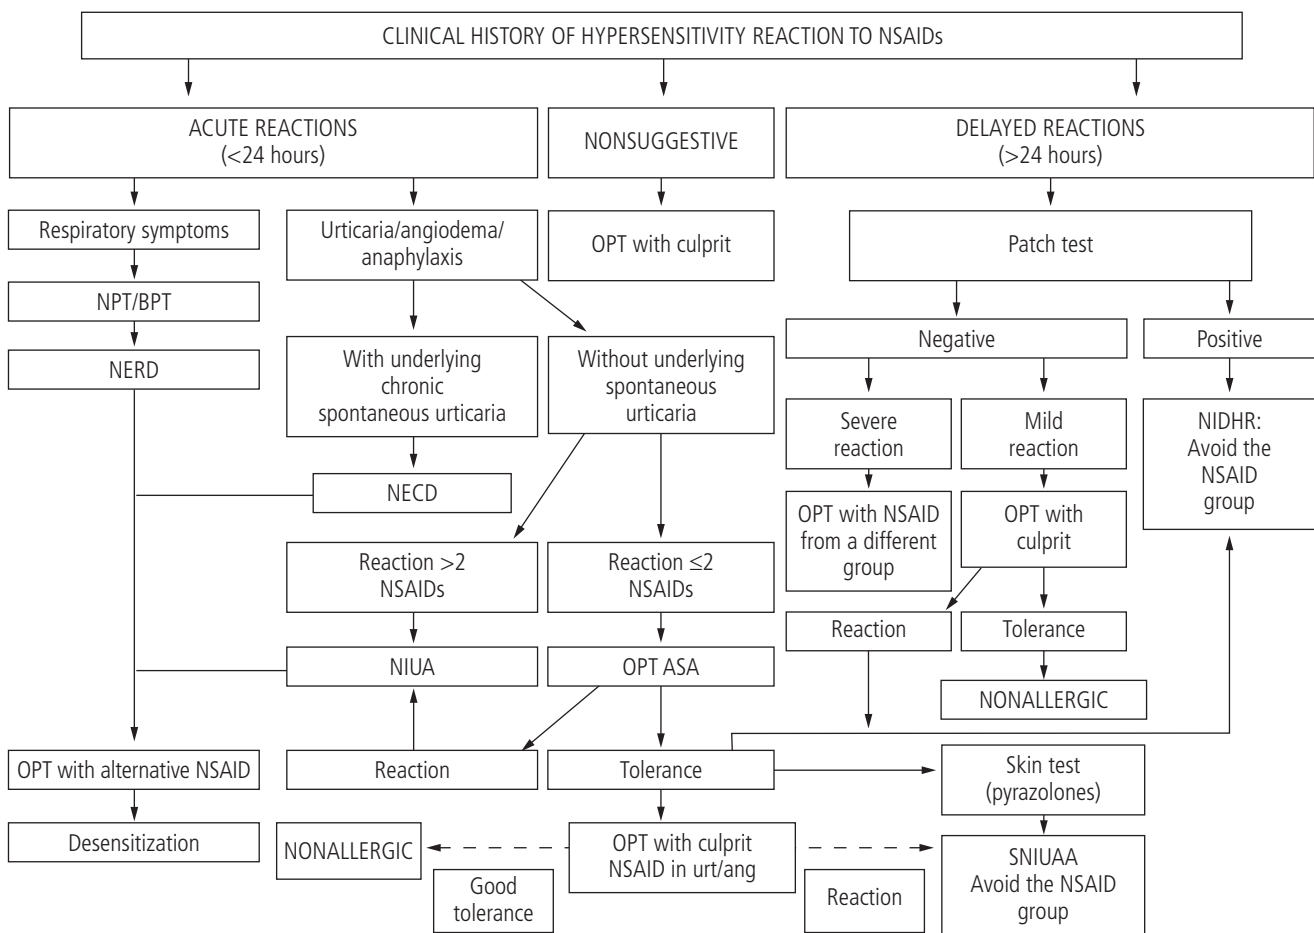 CLINICAL HISTORY OF HYPERSENSITIVITY REACTION TO NSAIDs
ACUTE REACTIONS
(<24 hours)
NONSUGGESTIVE
DELAYED REACTIONS
(>24 hours)
Respiratory symptoms
Urticaria/angiodema/
anaphylaxis
OPT with culprit
Patch test
NPT/BPT
NERD
With underlying
chronic
spontaneous urticaria
Without underlying
spontaneous
urticaria
Negative
Positive
Severe
reaction
Mild
reaction
NIDHR:
Avoid the
NSAID
group
NECD
OPT with NSAID
from a different
group
OPT with
culprit
Reaction >2
NSAIDs
Reaction ≤2
NSAIDs
Reaction
Tolerance
NIUA
OPT ASA
NONALLERGIC
OPT with alternative NSAID
Reaction
Tolerance
Skin test
(pyrazolones)
Desensitization
NONALLERGIC
OPT with culprit
NSAID in urt/ang
SNIUAA
Avoid the NSAID
group
Good
tolerance
Reaction